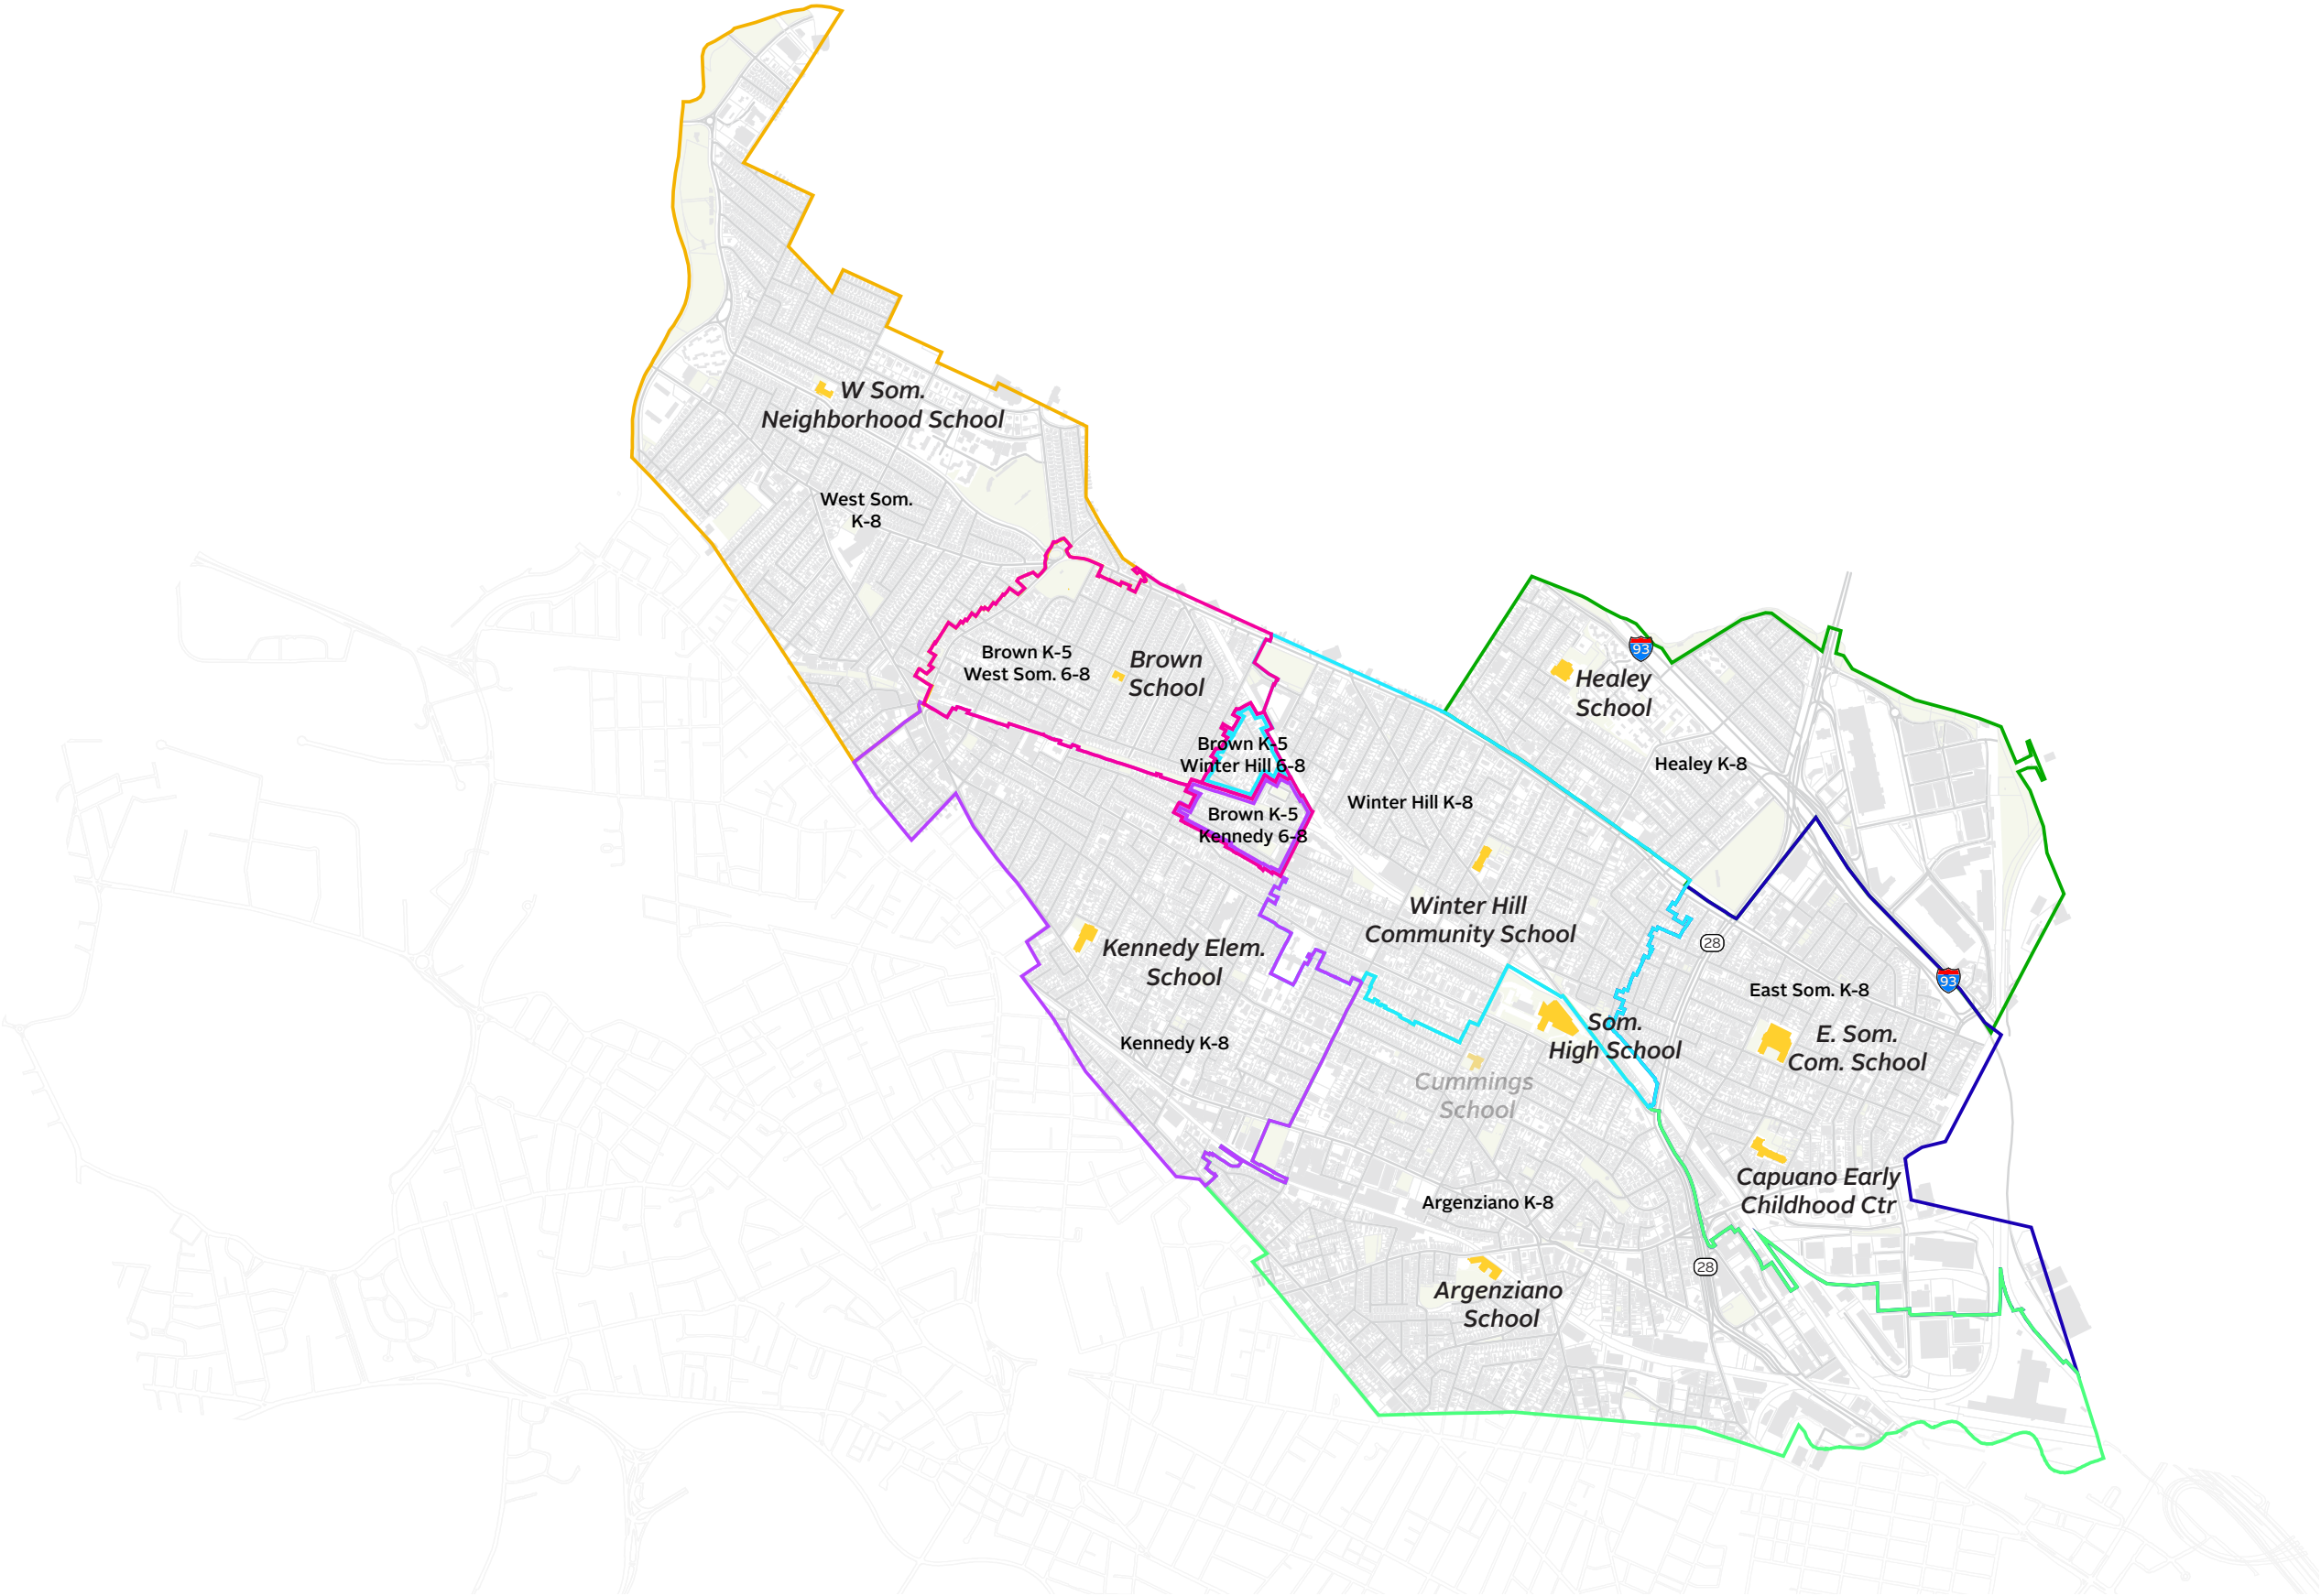 W Som.
Neighborhood School
West Som.
K-8
Brown K-5
West Som. 6-8
Brown
School
93
Healey
School
Healey K-8
Brown K-5
Winter Hill 6-8
Winter Hill K-8
Brown K-5
Kennedy 6-8
Winter Hill
Community School
Kennedy Elem.
School
28
93
East Som. K-8
Som.
High School
E. Som.
Com. School
Kennedy K-8
Cummings
School
Capuano Early
Childhood Ctr
Argenziano K-8
28
Argenziano
School